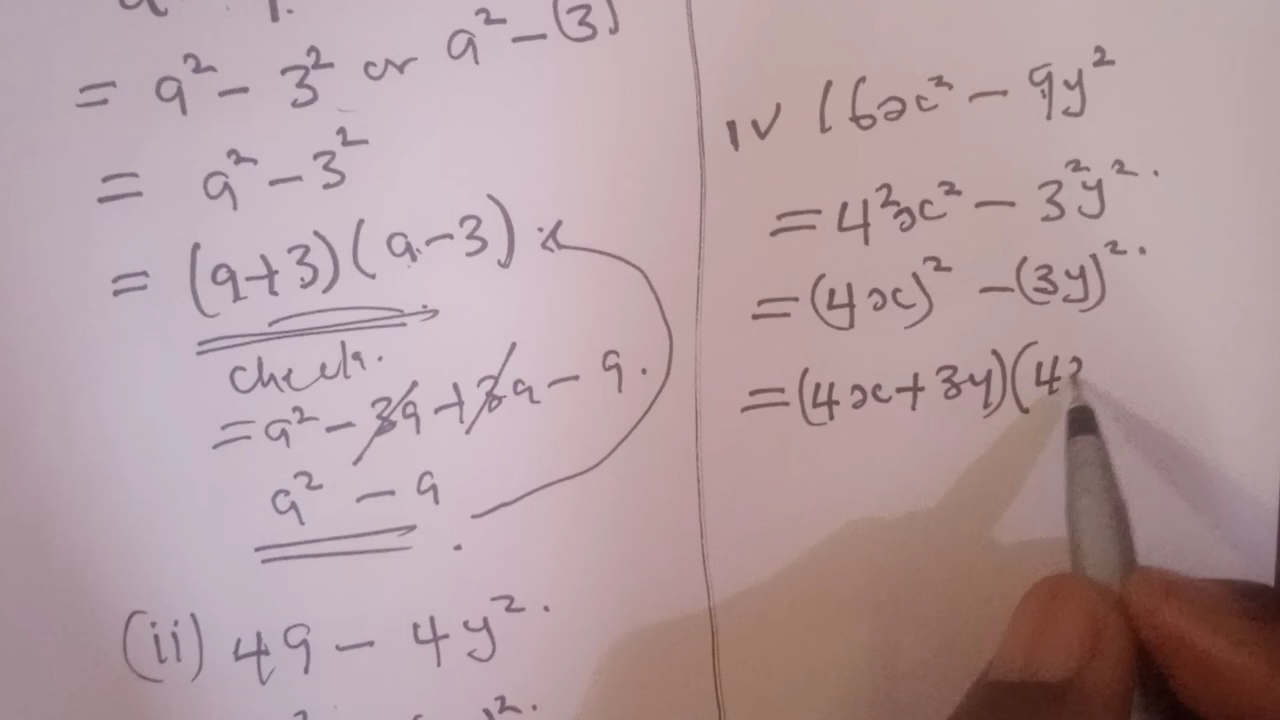 = a² - 3² or a² - (3)
= a² - 3²
= (a+3)(a-3)
check.
= a² - 3a + 3a - 9.
a² - 9
(ii) 49 - 4y².
iv 16x² - 9y²
= 4²x² - 3²y².
= (4x)² - (3y)².
= (4x+3y)(4